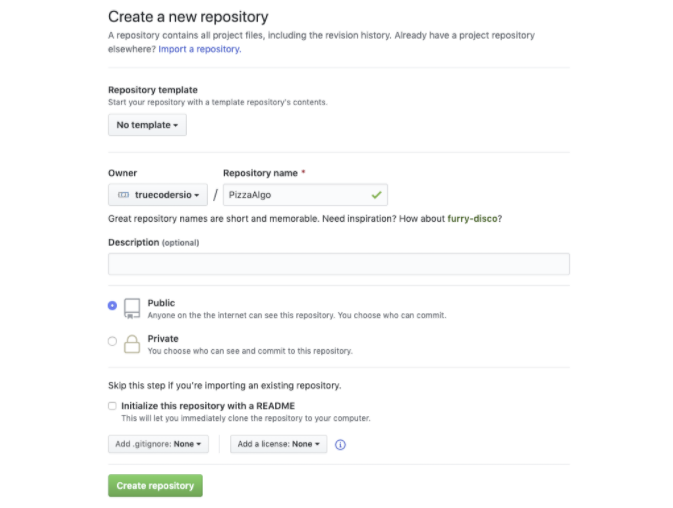 Create a new repository
A repository contains all project files, including the revision history. Already have a project repository
elsewhere? Import a repository.
Repository template
Start your repository with a template repository's contents.
No template
Owner Repository name *
truecodersio / PizzaAlgo
Great repository names are short and memorable. Need inspiration? How about furry-disco?
Description (optional)
Public
Anyone on the the internet can see this repository. You choose who can commit.
Private
You choose who can see and commit to this repository.
Skip this step if you're importing an existing repository.
Initialize this repository with a README
This will let you immediately clone the repository to your computer.
Add .gitignore: None Add a license: None
Create repository